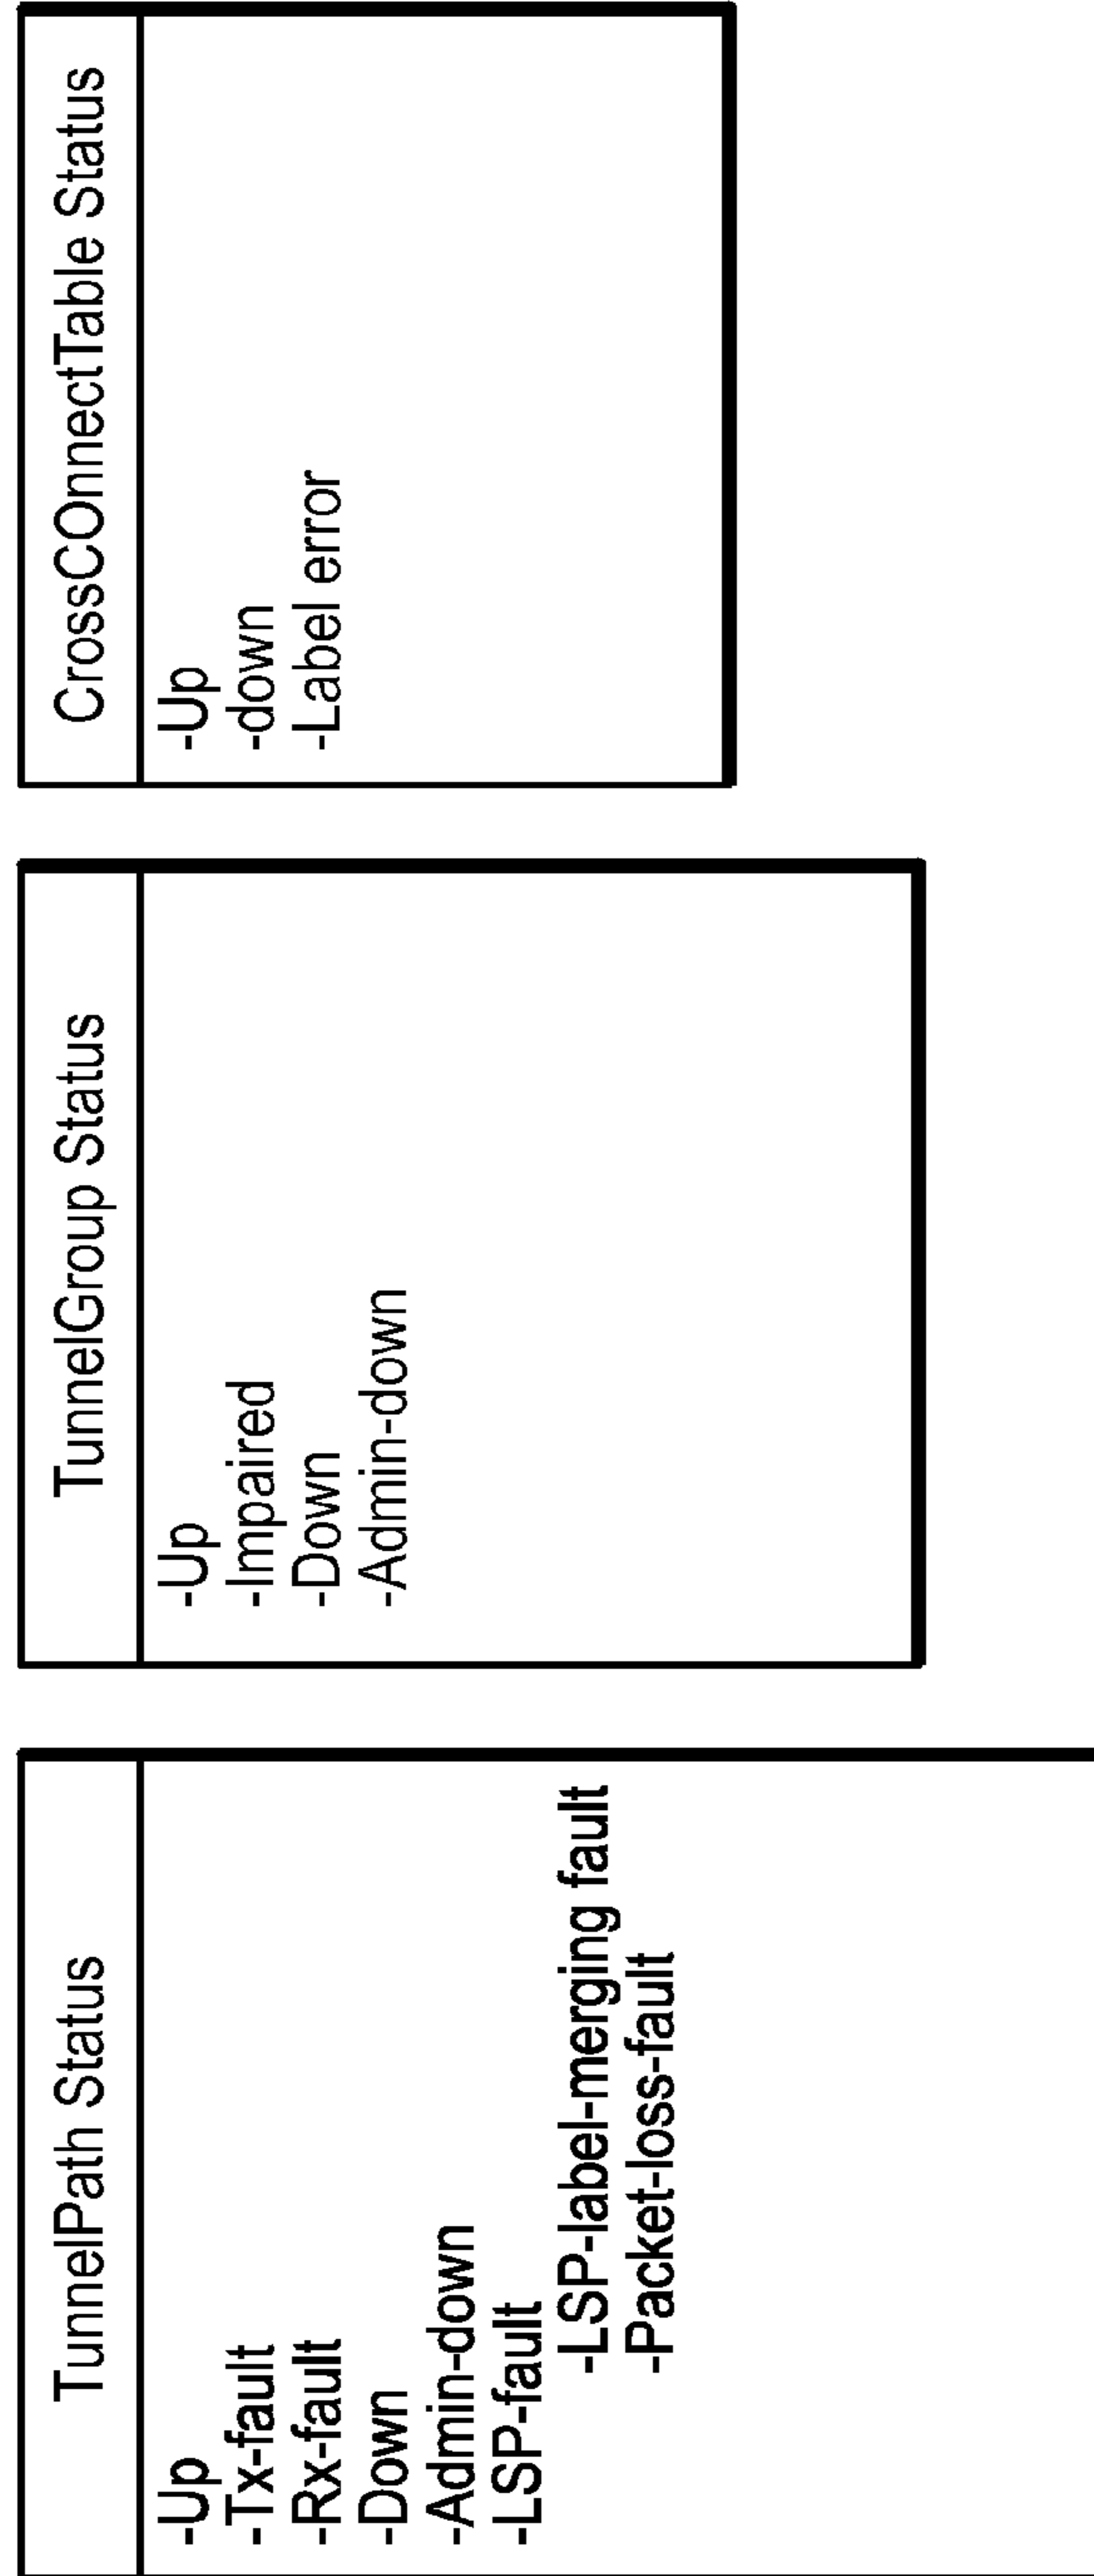 TunnelPath Status
-Up
-Tx-fault
-Rx-fault
-Down
-Admin-down
-LSP-fault
-LSP-label-merging fault
-Packet-loss-fault
TunnelGroup Status
-Up
-Impaired
-Down
-Admin-down
CrossCOnnectTable Status
-Up
-down
-Label error